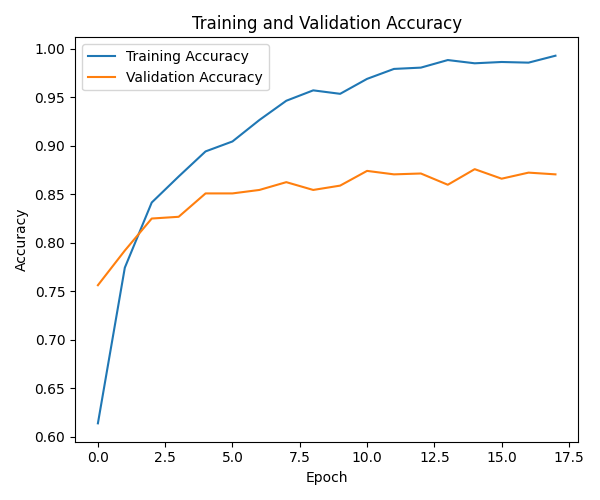 Training and Validation Accuracy
Training Accuracy
Validation Accuracy
1.00
0.95
0.90
0.85
0.80
0.75
0.70
0.65
0.60
Accuracy
0.0 2.5 5.0 7.5 10.0 12.5 15.0 17.5
Epoch